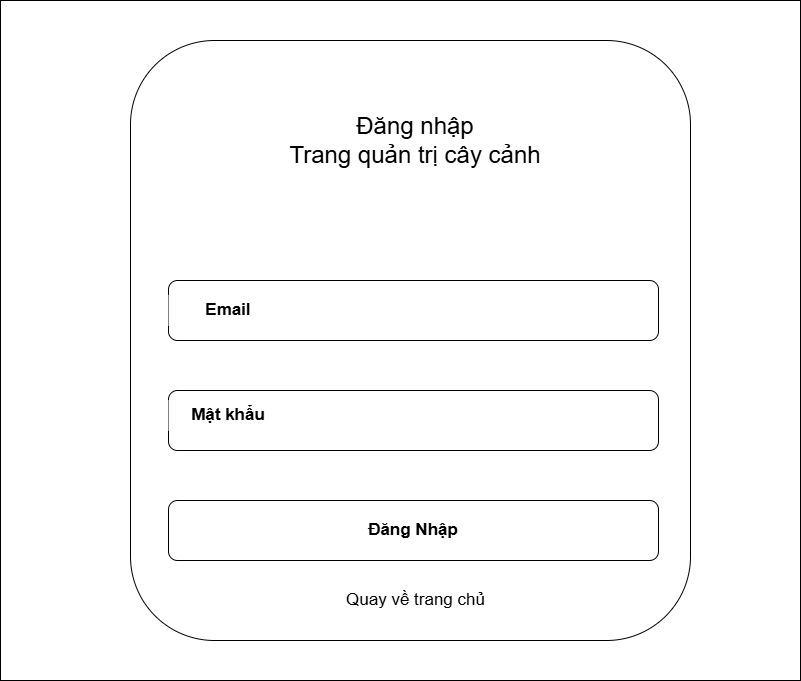 Đăng nhập
Trang quản trị cây cảnh
Email
Mật khẩu
Đăng Nhập
Quay về trang chủ